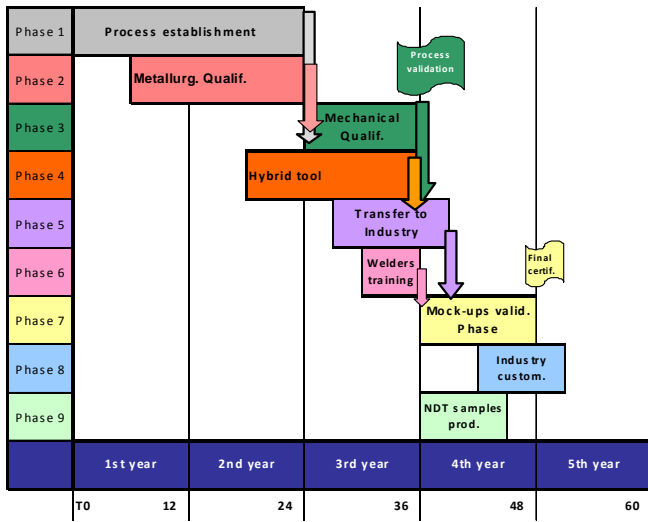 Phase 1
Process establishment
Process
validation
Phase 2
Metallurg. Qualif.
Phase 3
Mechanical
Qualif.
Phase 4
Hybrid tool
Phase 5
Transfer to
Industry
Phase 6
Welders
training
Final
certif.
Phase 7
Mock-ups valid.
Phase
Phase 8
Industry
custom.
Phase 9
NDT samples
prod.
1st year 2nd year 3rd year 4th year 5th year
T0 12 24 36 48 60